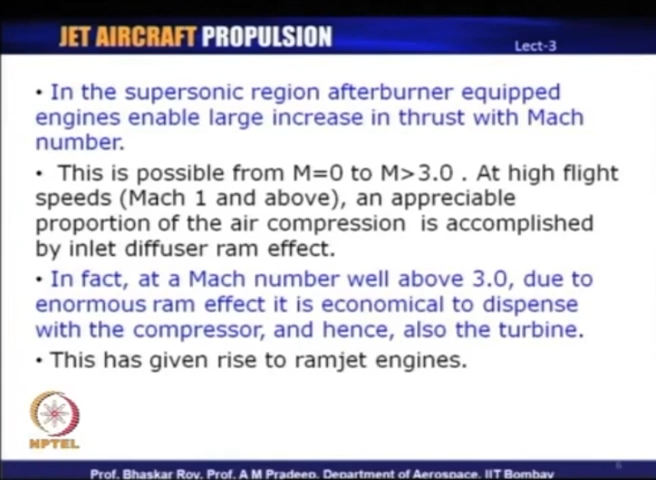 JET AIRCRAFT PROPULSION
Lect-3
• In the supersonic region afterburner equipped
engines enable large increase in thrust with Mach
number.
• This is possible from M=0 to M>3.0 . At high flight
speeds (Mach 1 and above), an appreciable
proportion of the air compression is accomplished
by inlet diffuser ram effect.
• In fact, at a Mach number well above 3.0, due to
enormous ram effect it is economical to dispense
with the compressor, and hence, also the turbine.
• This has given rise to ramjet engines.
NPTEL
6
Prof. Bhaskar Roy, Prof. A M Pradeep, Department of Aerospace, IIT Bombay